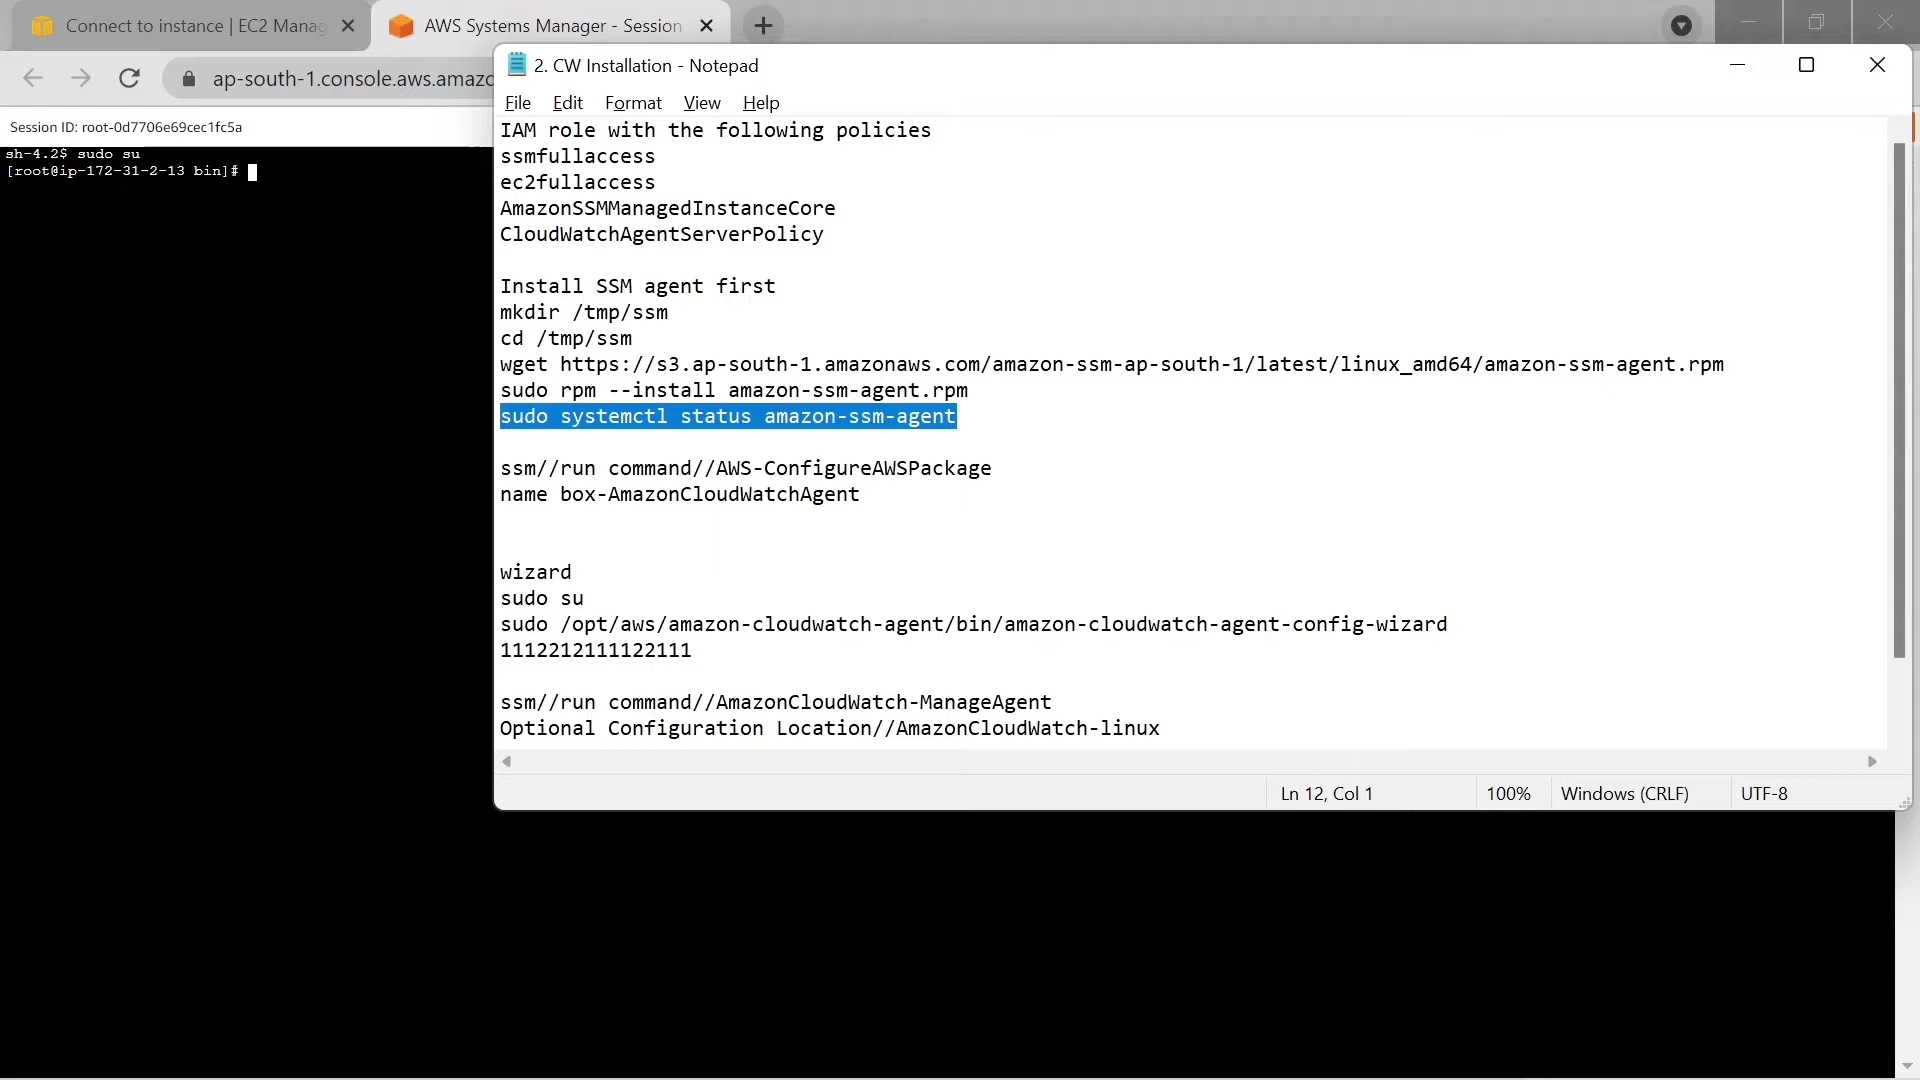 Connect to instance | EC2 Manag
AWS Systems Manager - Session
ap-south-1.console.aws.amazo
Session ID: root-0d7706e69cec1fc5a
sh-4.2$ sudo su
[root@ip-172-31-2-13 bin]#
2. CW Installation - Notepad
File Edit Format View Help
IAM role with the following policies
ssmfullaccess
ec2fullaccess
AmazonSSMManagedInstanceCore
CloudWatchAgentServerPolicy
Install SSM agent first
mkdir /tmp/ssm
cd /tmp/ssm
wget https://s3.ap-south-1.amazonaws.com/amazon-ssm-ap-south-1/latest/linux_amd64/amazon-ssm-agent.rpm
sudo rpm --install amazon-ssm-agent.rpm
sudo systemctl status amazon-ssm-agent
ssm//run command//AWS-ConfigureAWSPackage
name box-AmazonCloudWatchAgent
wizard
sudo su
sudo /opt/aws/amazon-cloudwatch-agent/bin/amazon-cloudwatch-agent-config-wizard
1112212111122111
ssm//run command//AmazonCloudWatch-ManageAgent
Optional Configuration Location//AmazonCloudWatch-linux
Ln 12, Col 1 100% Windows (CRLF) UTF-8